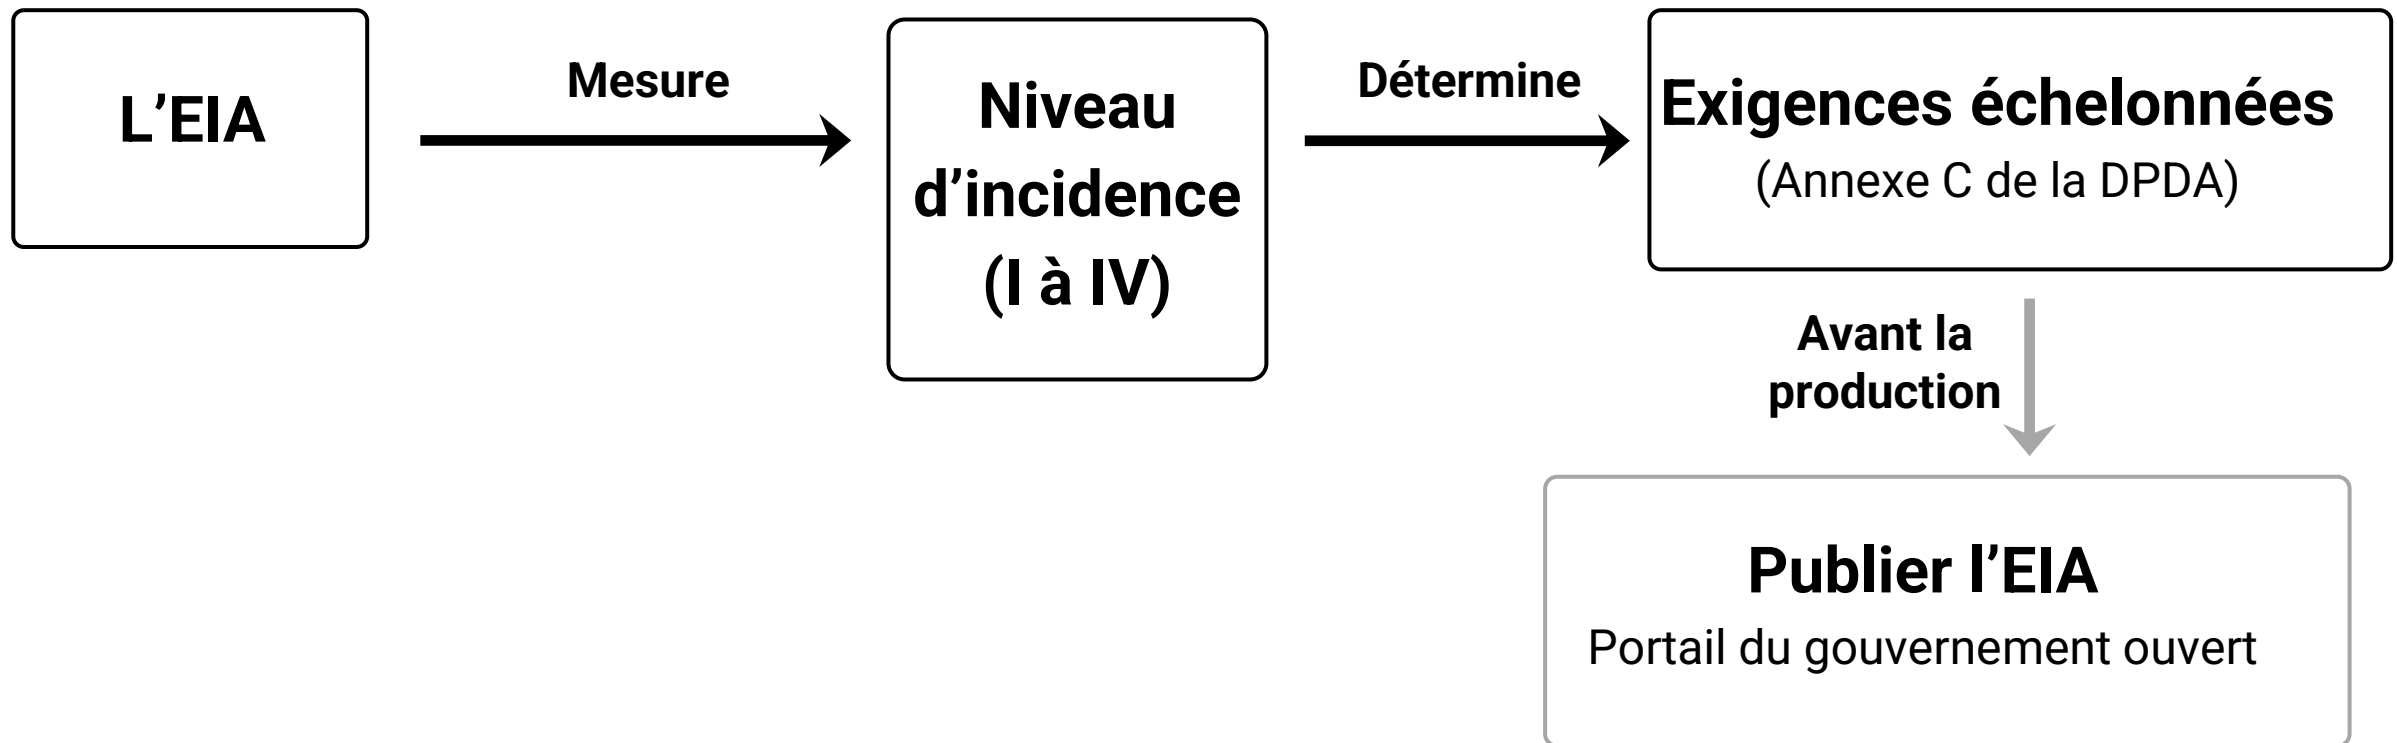 L’EIA
Mesure
Niveau
d’incidence
(I à IV)
Détermine
Exigences échelonnées
(Annexe C de la DPDA)
Avant la
production
Publier l’EIA
Portail du gouvernement ouvert